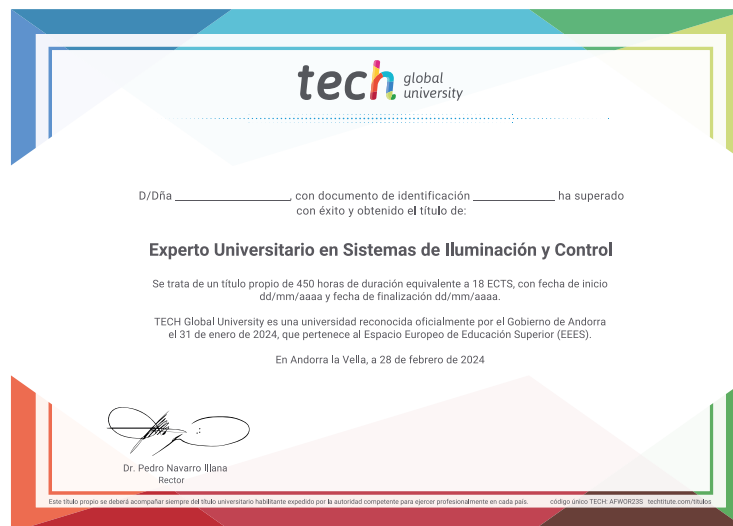 tech global university
D/Dña ____________, con documento de identificación ____________ ha superado
con éxito y obtenido el título de:
Experto Universitario en Sistemas de Iluminación y Control
Se trata de un título propio de 450 horas de duración equivalente a 18 ECTS, con fecha de inicio
dd/mm/aaaa y fecha de finalización dd/mm/aaaa.
TECH Global University es una universidad reconocida oficialmente por el Gobierno de Andorra
el 31 de enero de 2024, que pertenece al Espacio Europeo de Educación Superior (EEES).
En Andorra la Vella, a 28 de febrero de 2024
Dr. Pedro Navarro Illana
Rector
Este título propio se deberá acompañar siempre del título universitario habilitante expedido por la autoridad competente para ejercer profesionalmente en cada país. código único TECH: AFWOR23S techtitute.com/titulos